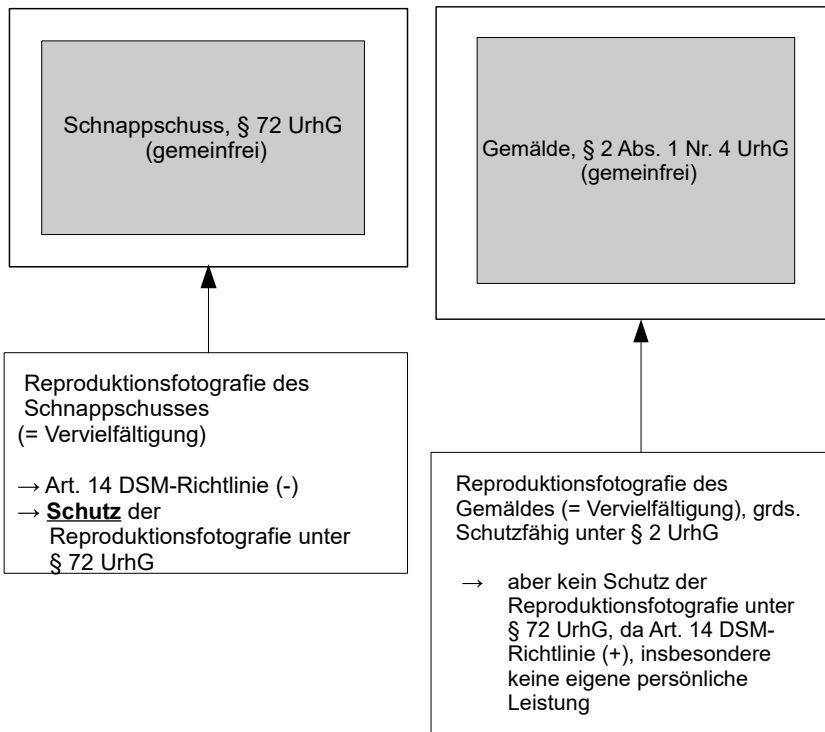 Schnappschuss, § 72 UrhG
(gemeinfrei)
Gemälde, § 2 Abs. 1 Nr. 4 UrhG
(gemeinfrei)
Reproduktionsfotografie des
Schnappschusses
(= Vervielfältigung)
→ Art. 14 DSM-Richtlinie (-)
→ Schutz der
Reproduktionsfotografie unter
§ 72 UrhG
Reproduktionsfotografie des
Gemäldes (= Vervielfältigung), grds.
Schutzfähig unter § 2 UrhG
→ aber kein Schutz der
Reproduktionsfotografie unter
§ 72 UrhG, da Art. 14 DSM-
Richtlinie (+), insbesondere
keine eigene persönliche
Leistung